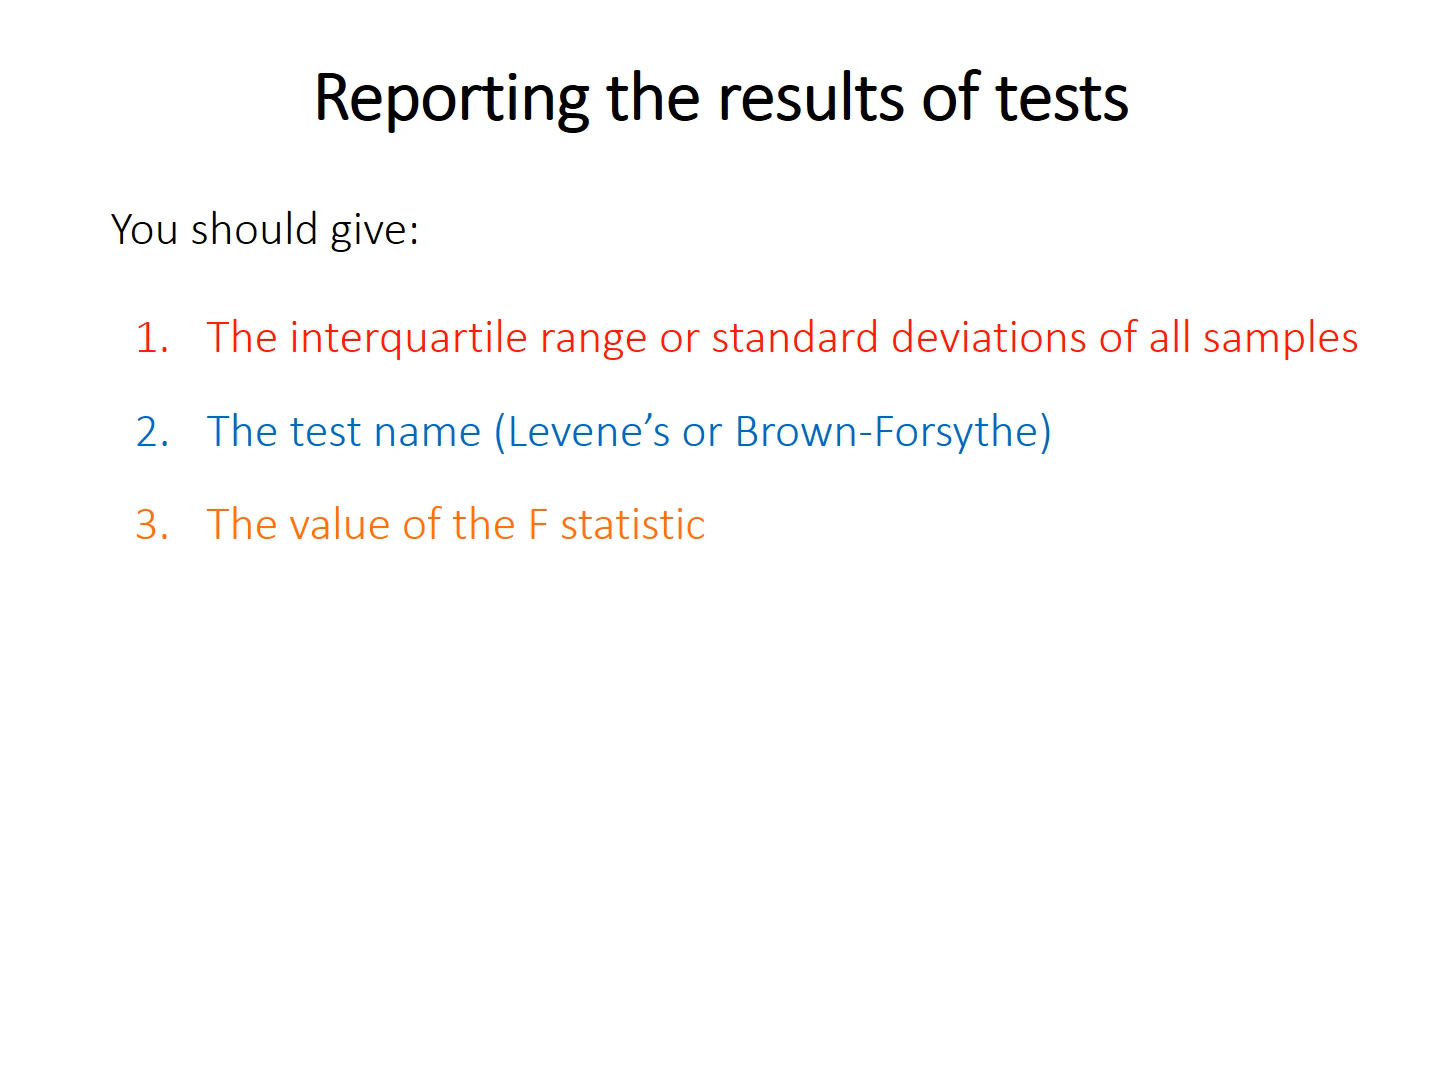 Reporting the results of tests
You should give:
1. The interquartile range or standard deviations of all samples
2. The test name (Levene’s or Brown-Forsythe)
3. The value of the F statistic